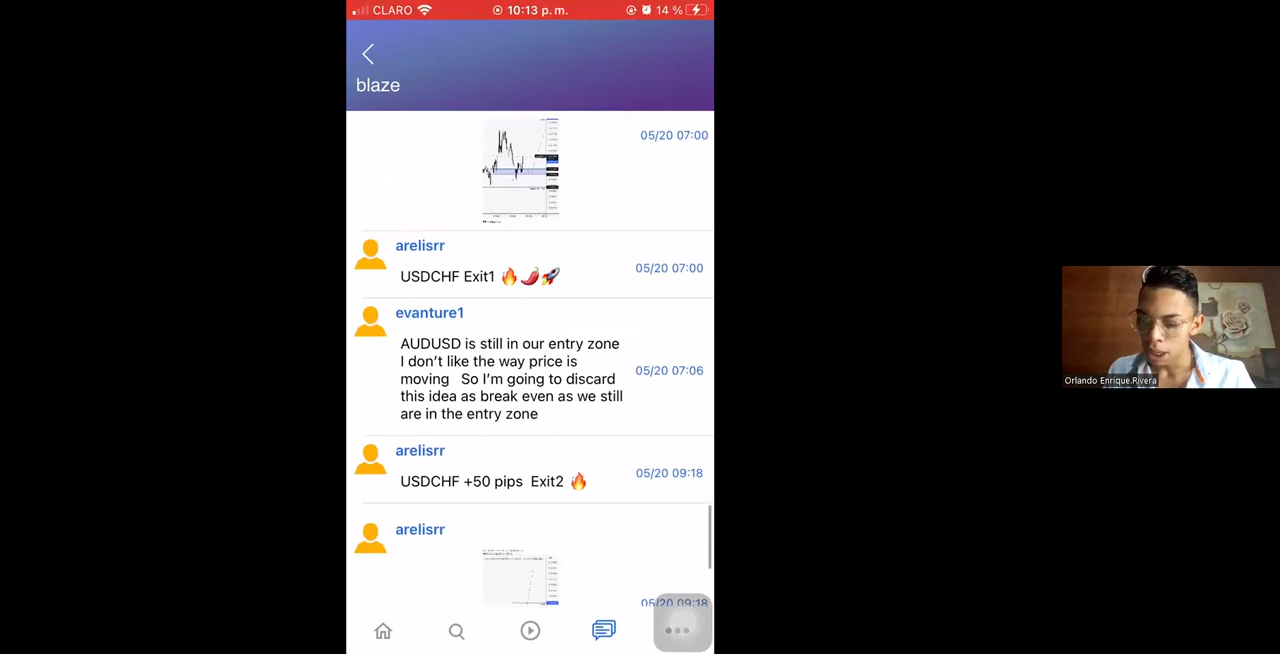 CLARO
10:13 p. m.
14 %
blaze
05/20 07:00
arelisrr
USDCHF Exit1 🔥🌶️🚀
05/20 07:00
evanture1
AUDUSD is still in our entry zone
I don't like the way price is
moving So I'm going to discard
this idea as break even as we still
are in the entry zone
05/20 07:06
arelisrr
USDCHF +50 pips Exit2 🔥
05/20 09:18
arelisrr
05/20 09:18
Orlando Enrique.Rivera